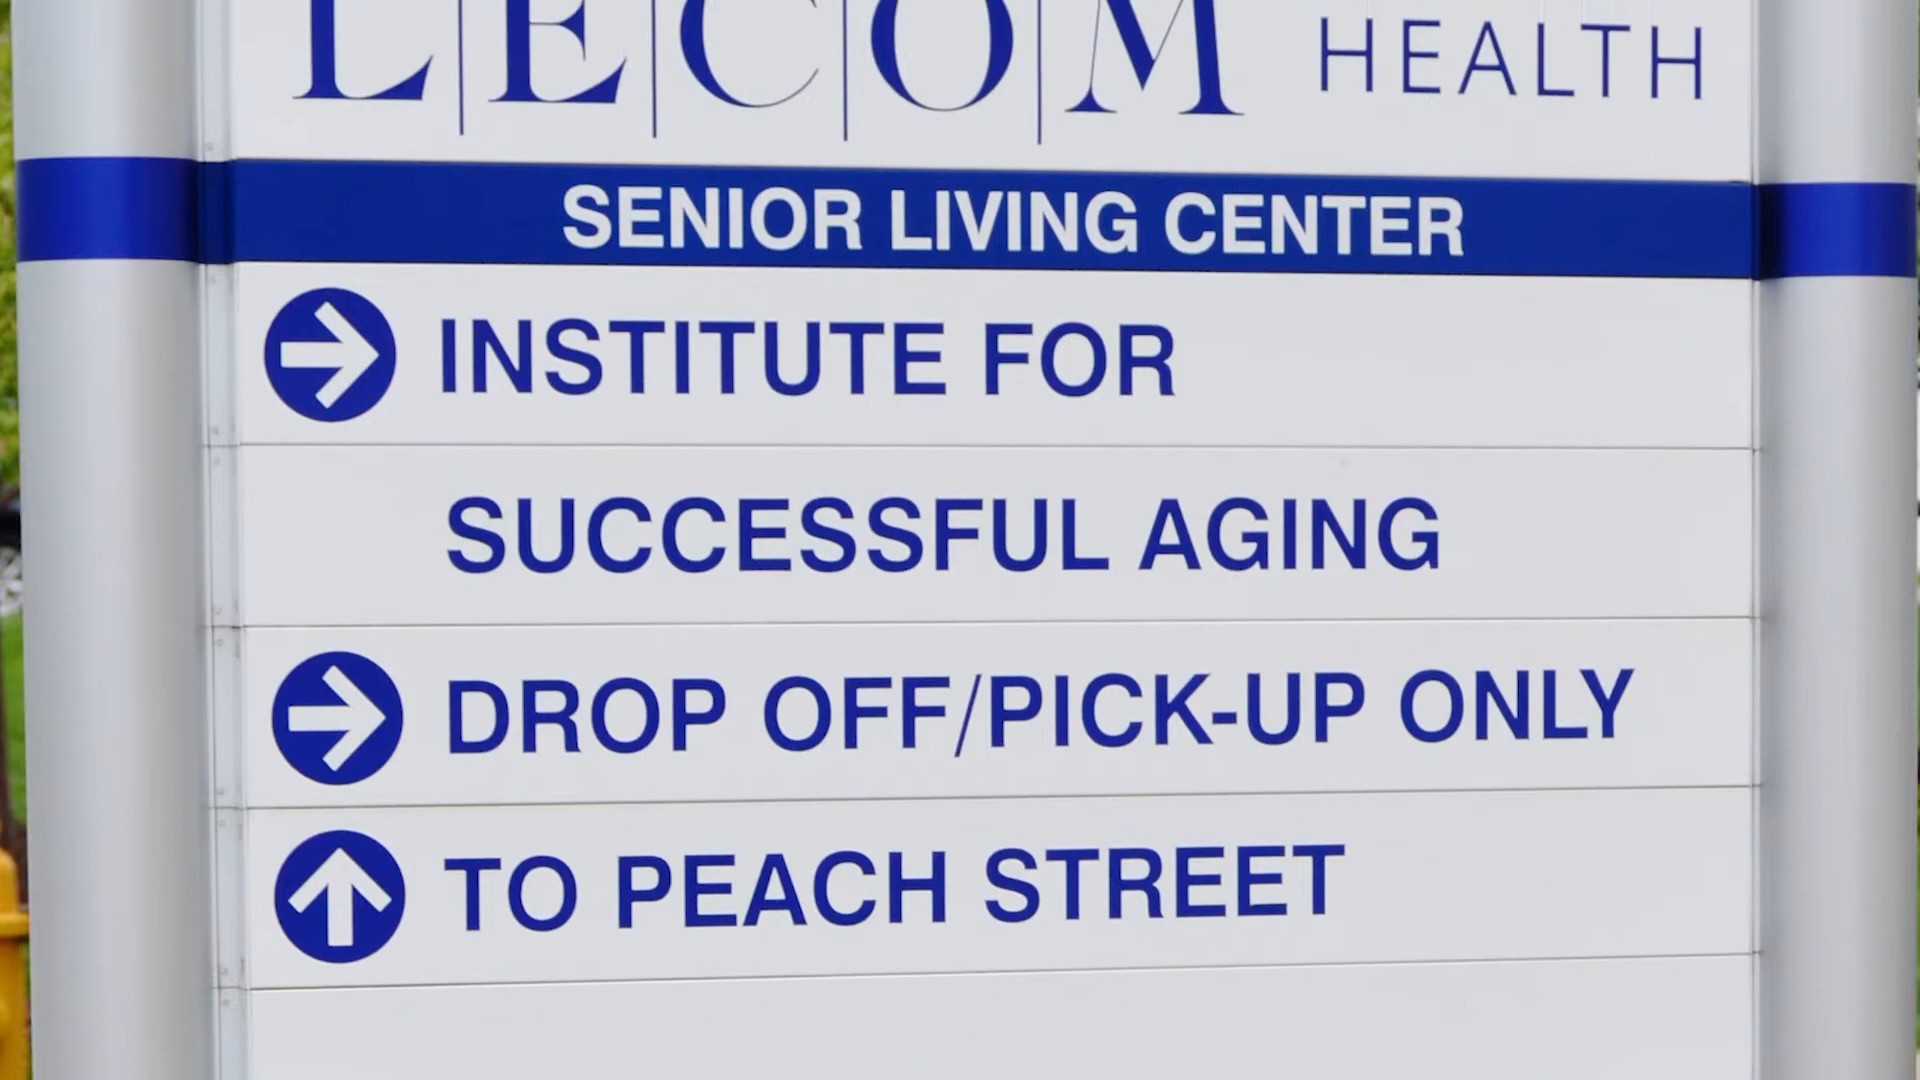 LECOM HEALTH
SENIOR LIVING CENTER
INSTITUTE FOR
SUCCESSFUL AGING
DROP OFF/PICK-UP ONLY
TO PEACH STREET